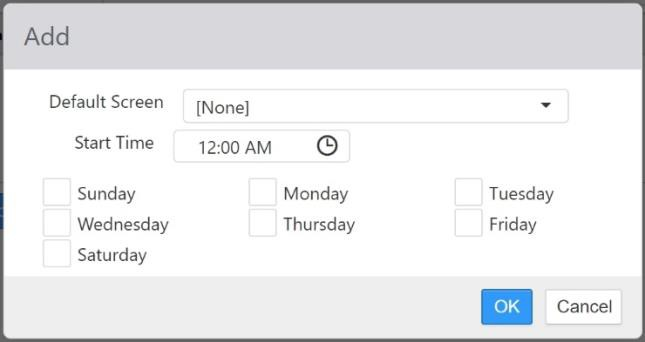 Add
Default Screen [None]
Start Time 12:00 AM
Sunday Monday Tuesday
Wednesday Thursday Friday
Saturday
OK Cancel